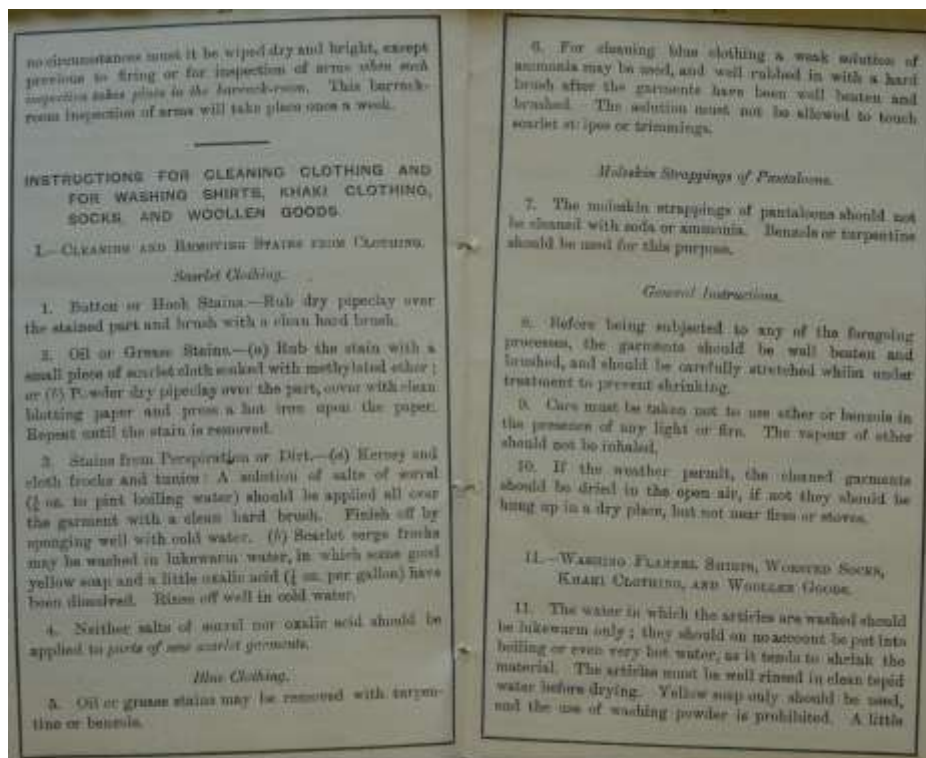 no circumstances must it be wiped dry and bright, except
previous to firing or for inspection of arms when such
inspection takes place in the barrack-room. This barrack-
room inspection of arms will take place once a week.
INSTRUCTIONS FOR CLEANING CLOTHING AND
FOR WASHING SHIRTS, KHAKI CLOTHING,
SOCKS, AND WOOLLEN GOODS.
I.—CLEANING AND REMOVING STAINS FROM CLOTHING.
Scarlet Clothing.
1. Button or Hook Stains.—Rub dry pipeclay over
the stained part and brush with a clean hard brush.
2. Oil or Grease Stains.—(a) Rub the stain with a
small piece of scarlet cloth soaked with methylated ether;
or (b) Powder dry pipeclay over the part, cover with clean
blotting paper and press a hot iron upon the paper.
Repeat until the stain is removed.
3. Stains from Perspiration or Dirt.—(a) Kersey and
cloth frocks and tunics: A solution of salts of sorrel
oz. to pint boiling water) should be applied all over
the garment with a clean hard brush. Finish off by
sponging well with cold water. (b) Scarlet serge frocks
may be washed in lukewarm water, in which some good
yellow soap and a little oxalic acid oz. per gallon) have
been dissolved. Rinse off well in cold water.
4. Neither salts of sorrel nor oxalic acid should be
applied to parts of new scarlet garments.
Blue Clothing.
5. Oil or grease stains may be removed with turpen-
tine or benzole.
6. For cleaning blue clothing a weak solution of
ammonia may be used, and well rubbed in with a hard
brush after the garments have been well beaten and
brushed. The solution must not be allowed to touch
scarlet stripes or trimmings.
Moleskin Strappings of Pantaloons.
7. The moleskin strappings of pantaloons should not
be cleaned with soda or ammonia. Benzole or turpentine
should be used for this purpose.
General Instructions.
8. Before being subjected to any of the foregoing
processes, the garments should be well beaten and
brushed, and should be carefully stretched whilst under
treatment to prevent shrinking.
9. Care must be taken not to use ether or benzole in
the presence of any light or fire. The vapour of ether
should not be inhaled.
10. If the weather permit, the cleaned garments
should be dried in the open air, if not they should be
hung up in a dry place, but not near fires or stoves.
II.—WASHING FLANNEL SHIRTS, WORSTED SOCKS,
KHAKI CLOTHING, AND WOOLLEN GOODS.
11. The water in which the articles are washed should
be lukewarm only; they should on no account be put into
boiling or even very hot water, as it tends to shrink the
material. The articles must be well rinsed in clean tepid
water before drying. Yellow soap only should be used,
and the use of washing powder is prohibited. A little